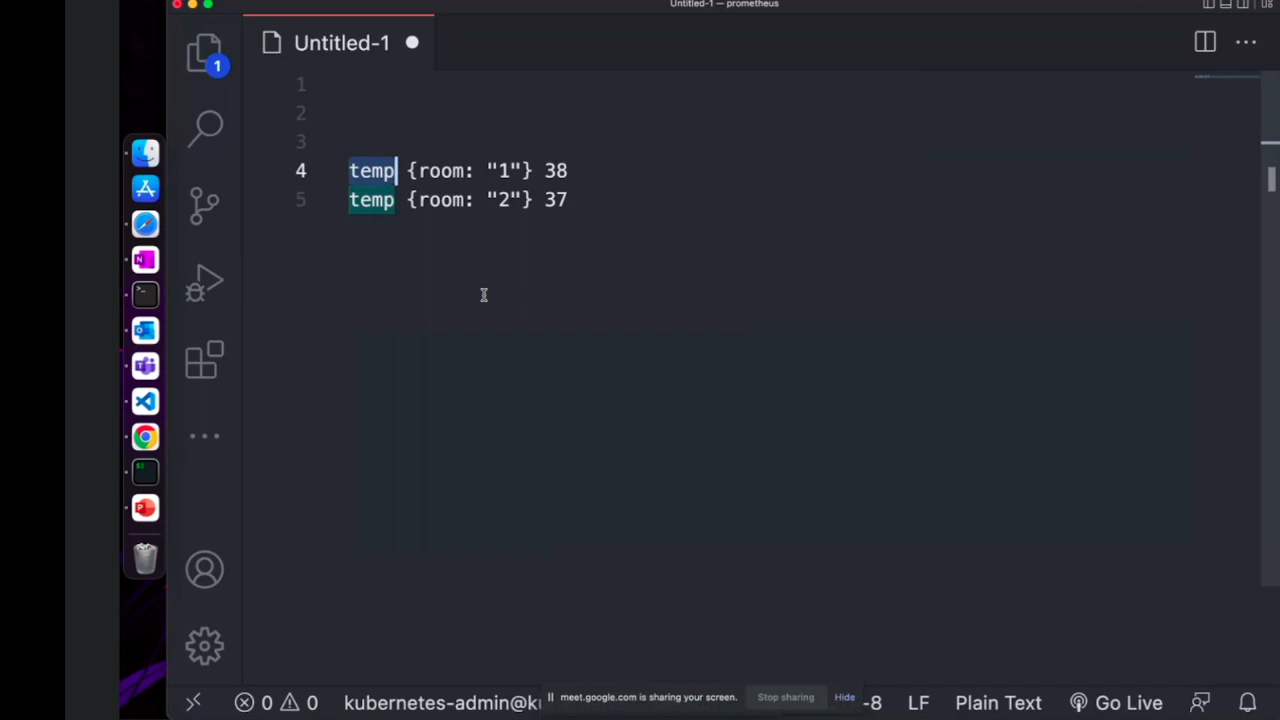 Untitled-1 — prometheus
Untitled-1
1
1
2
3
4 temp {room: "1"} 38
5 temp {room: "2"} 37
0 0 kubernetes-admin@k
meet.google.com is sharing your screen. Stop sharing Hide
-8 LF Plain Text Go Live